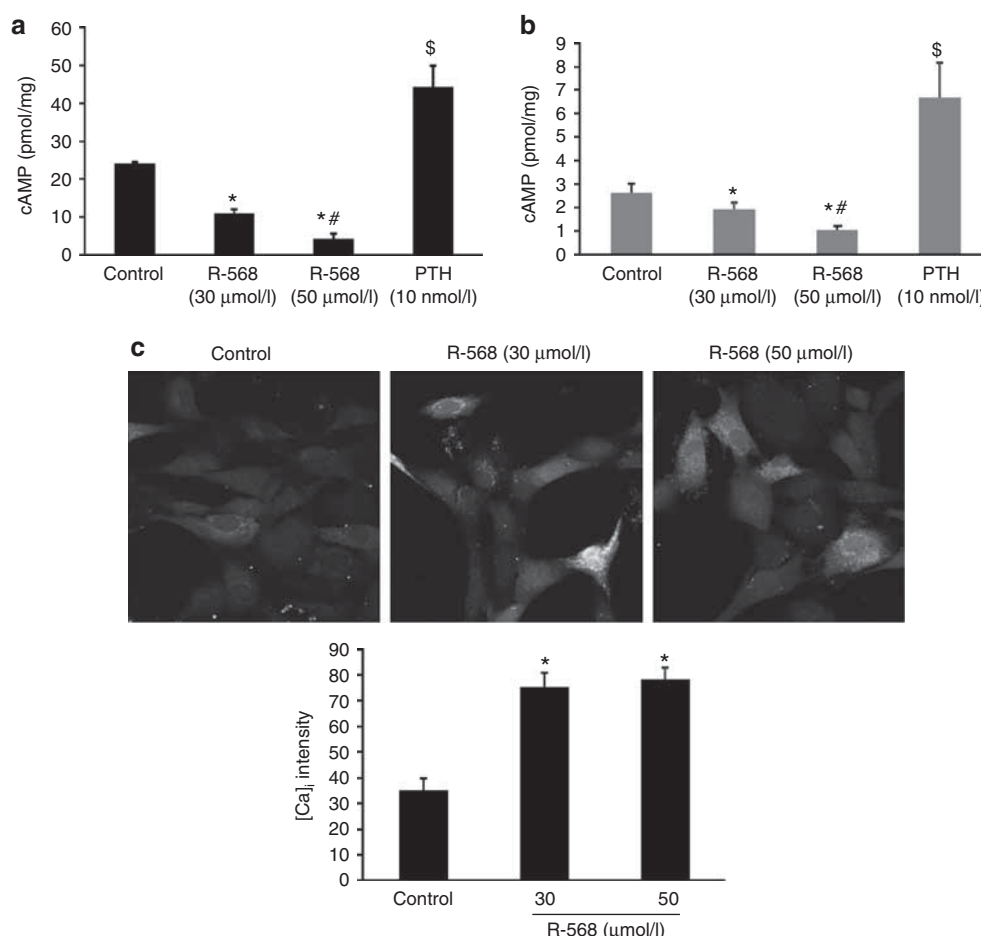 a
cAMP (pmol/mg)
60
50
40
30
20
10
0
*
*#
$
Control
R-568
(30 μmol/l)
R-568
(50 μmol/l)
PTH
(10 nmol/l)
b
cAMP (pmol/mg)
9
8
7
6
5
4
3
2
1
0
*
*#
$
Control
R-568
(30 μmol/l)
R-568
(50 μmol/l)
PTH
(10 nmol/l)
c
Control
R-568 (30 μmol/l)
R-568 (50 μmol/l)
[Ca]i intensity
90
80
70
60
50
40
30
20
10
0
*
*
Control
30
50
R-568 (μmol/l)